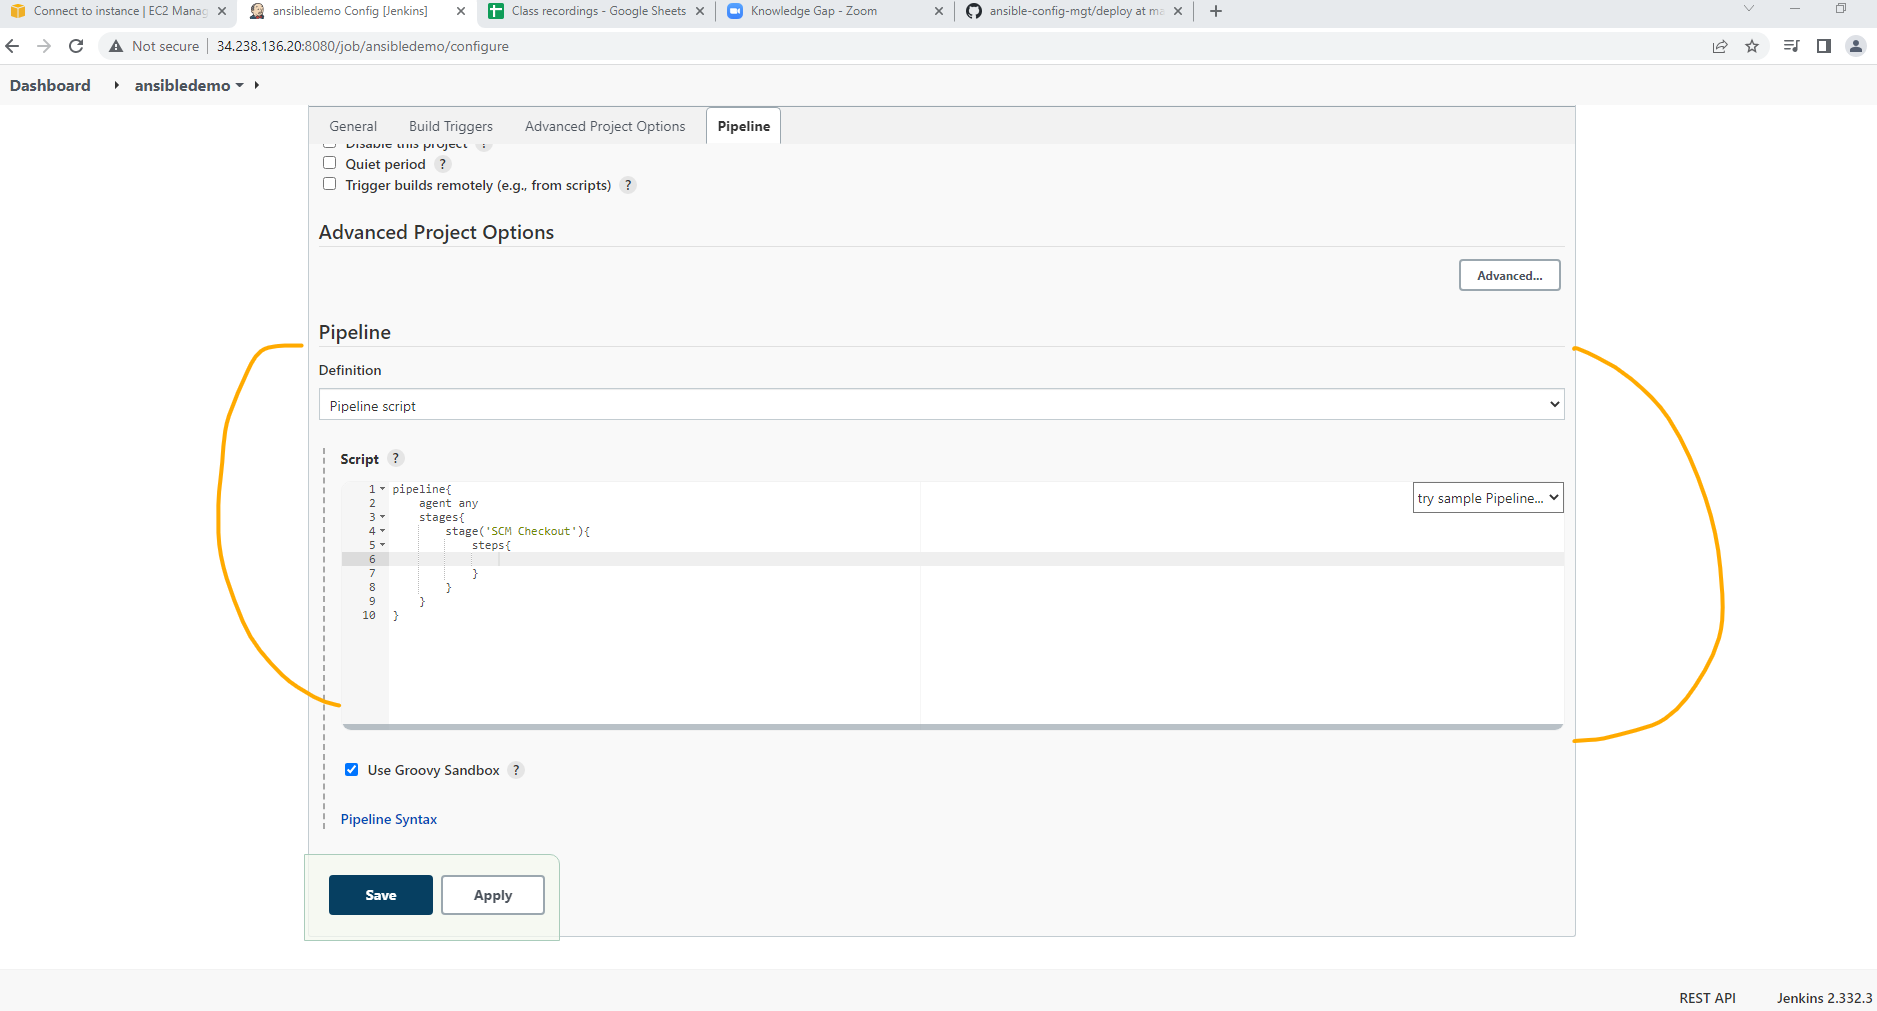 Connect to instance | EC2 Manag
ansibledemo Config [Jenkins]
Class recordings - Google Sheets
Knowledge Gap - Zoom
ansible-config-mgt/deploy at ma
Not secure
34.238.136.20:8080/job/ansibledemo/configure
Dashboard
ansibledemo
General
Build Triggers
Advanced Project Options
Pipeline
Disable this project ?
Quiet period ?
Trigger builds remotely (e.g., from scripts) ?
Advanced Project Options
Advanced...
Pipeline
Definition
Pipeline script
Script ?
try sample Pipeline...
1 pipeline{
2 agent any
3 stages{
4 stage('SCM Checkout'){
5 steps{
6
7 }
8 }
9 }
10 }
Use Groovy Sandbox ?
Pipeline Syntax
Save
Apply
REST API
Jenkins 2.332.3